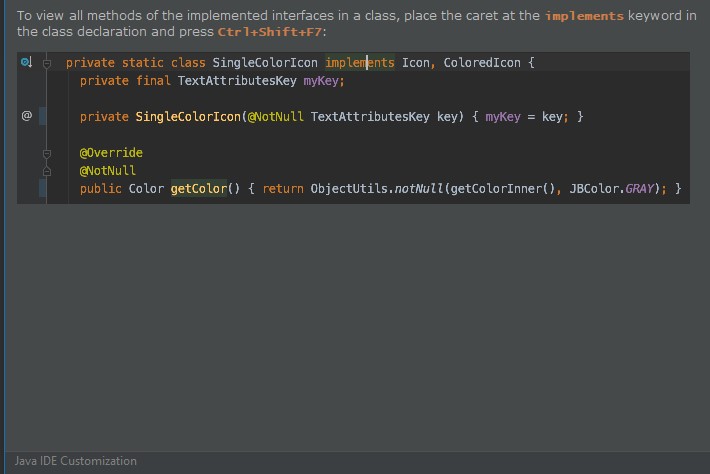 To view all methods of the implemented interfaces in a class, place the caret at the implements keyword in
the class declaration and press Ctrl+Shift+F7:
private static class SingleColorIcon implements Icon, ColoredIcon {
private final TextAttributesKey myKey;
@ private SingleColorIcon(@NotNull TextAttributesKey key) { myKey = key; }
@Override
@NotNull
public Color getColor() { return ObjectUtils.notNull(getColorInner(), JBColor.GRAY); }
Java IDE Customization